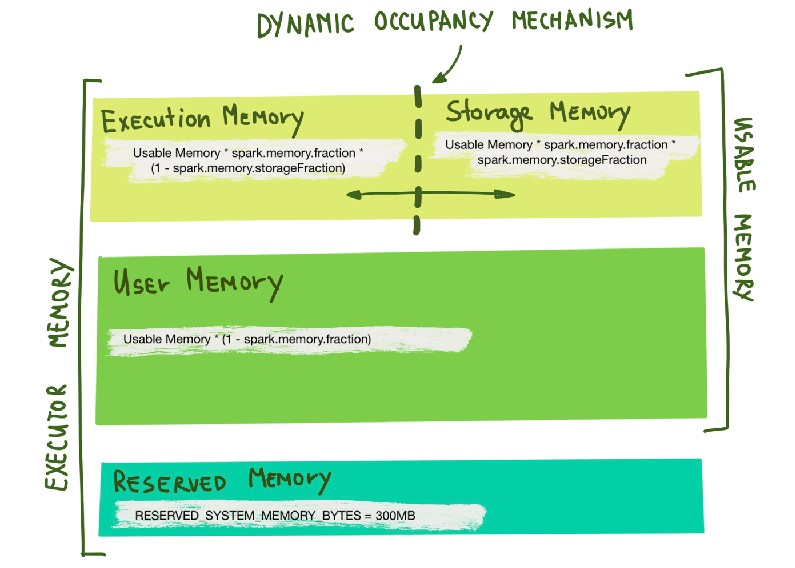 DYNAMIC OCCUPANCY MECHANISM
Execution Memory
Usable Memory * spark.memory.fraction *
(1 - spark.memory.storageFraction)
Storage Memory
Usable Memory * spark.memory.fraction *
spark.memory.storageFraction
User Memory
Usable Memory * (1 - spark.memory.fraction)
Reserved Memory
RESERVED_SYSTEM_MEMORY_BYTES = 300MB
EXECUTOR MEMORY
USABLE MEMORY